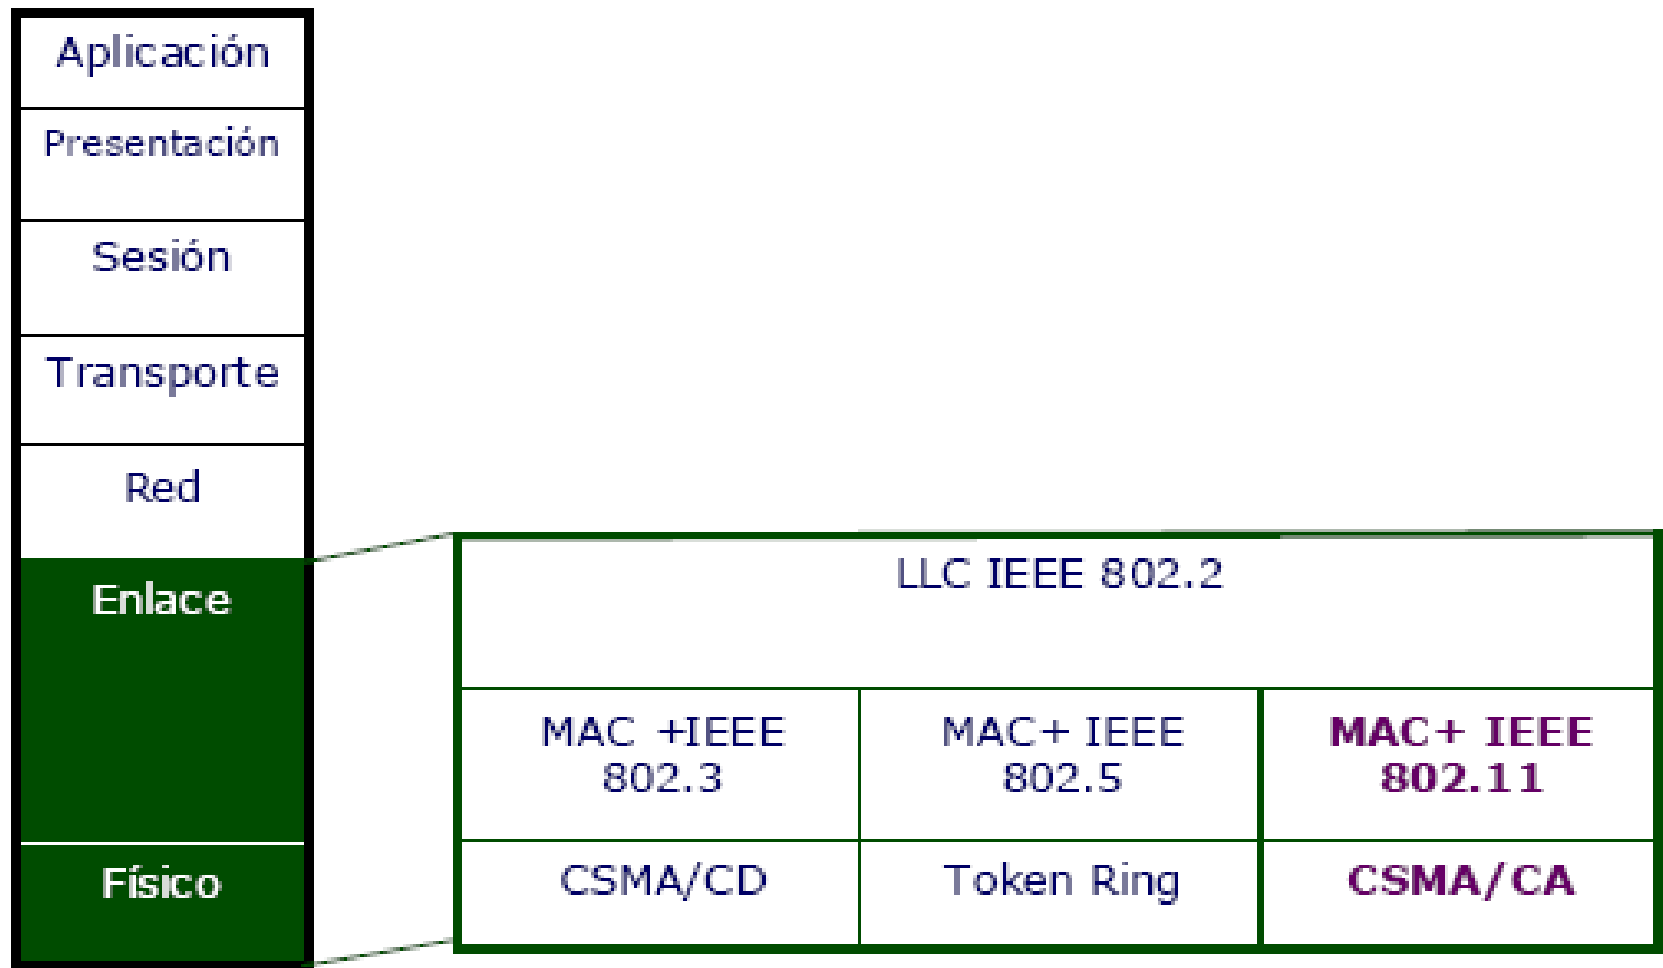 Aplicación
Presentación
Sesión
Transporte
Red
Enlace
Físico
LLC IEEE 802.2
MAC +IEEE
802.3
MAC+ IEEE
802.5
MAC+ IEEE
802.11
CSMA/CD
Token Ring
CSMA/CA